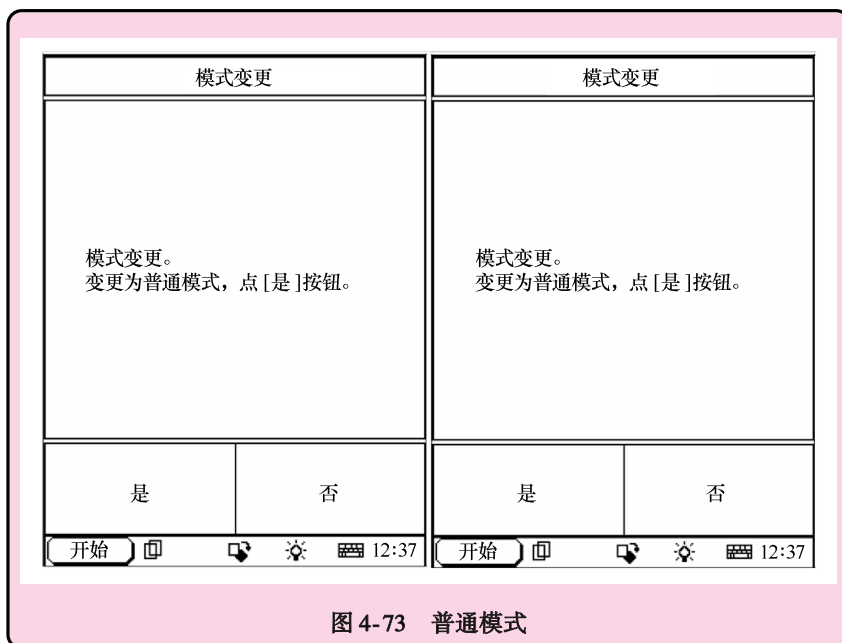 模式变更
模式变更。
变更为普通模式，点[是]按钮。
是 否
开始 12:37
模式变更
模式变更。
变更为普通模式，点[是]按钮。
是 否
开始 12:37
图4-73 普通模式